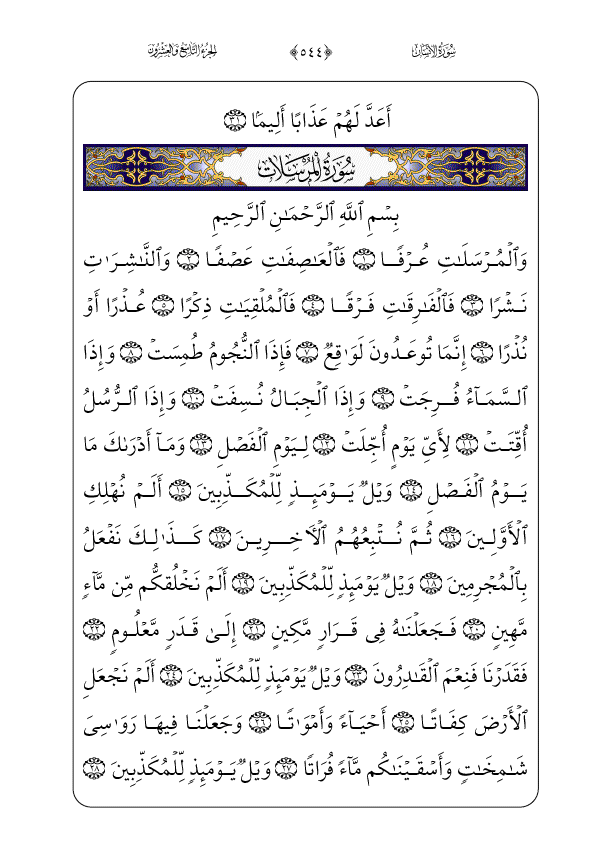 سُورَةُ الإِنسَان ﴿٥٤٤﴾ الجُزءُ التَّاسِعُ وَالعِشْرُون
أَعَدَّ لَهُمْ عَذَابًا أَلِيمَۢا ٣١
سُورَةُ الْمُرْسَلَات
بِسْمِ ٱللَّهِ ٱلرَّحْمَـٰنِ ٱلرَّحِيمِ
وَٱلْمُرْسَلَـٰتِ عُرْفًا ١ فَٱلْعَـٰصِفَـٰتِ عَصْفًا ٢ وَٱلنَّـٰشِرَٰتِ
نَشْرًا ٣ فَٱلْفَـٰرِقَـٰتِ فَرْقًا ٤ فَٱلْمُلْقِيَـٰتِ ذِكْرًا ٥ عُذْرًا أَوْ
نُذْرًا ٦ إِنَّمَا تُوعَدُونَ لَوَٰقِعٌ ٧ فَإِذَا ٱلنُّجُومُ طُمِسَتْ ٨ وَإِذَا
ٱلسَّمَآءُ فُرِجَتْ ٩ وَإِذَا ٱلْجِبَالُ نُسِفَتْ ١٠ وَإِذَا ٱلرُّسُلُ
أُقِّتَتْ ١١ لِأَىِّ يَوْمٍ أُجِّلَتْ ١٢ لِيَوْمِ ٱلْفَصْلِ ١٣ وَمَآ أَدْرَىٰكَ مَا
يَوْمُ ٱلْفَصْلِ ١٤ وَيْلٌ يَوْمَئِذٍ لِّلْمُكَذِّبِينَ ١٥ أَلَمْ نُهْلِكِ
ٱلْأَوَّلِينَ ١٦ ثُمَّ نُتْبِعُهُمُ ٱلْـَٔاخِرِينَ ١٧ كَذَٰلِكَ نَفْعَلُ
بِٱلْمُجْرِمِينَ ١٨ وَيْلٌ يَوْمَئِذٍ لِّلْمُكَذِّبِينَ ١٩ أَلَمْ نَخْلُقكُّم مِّن مَّآءٍ
مَّهِينٍ ٢٠ فَجَعَلْنَـٰهُ فِى قَرَارٍ مَّكِينٍ ٢١ إِلَىٰ قَدَرٍ مَّعْلُومٍ ٢٢
فَقَدَرْنَا فَنِعْمَ ٱلْقَـٰدِرُونَ ٢٣ وَيْلٌ يَوْمَئِذٍ لِّلْمُكَذِّبِينَ ٢٤ أَلَمْ نَجْعَلِ
ٱلْأَرْضَ كِفَاتًا ٢٥ أَحْيَآءً وَأَمْوَٰتًا ٢٦ وَجَعَلْنَا فِيهَا رَوَٰسِىَ
شَـٰمِخَـٰتٍ وَأَسْقَيْنَـٰكُم مَّآءً فُرَاتًا ٢٧ وَيْلٌ يَوْمَئِذٍ لِّلْمُكَذِّبِينَ ٢٨